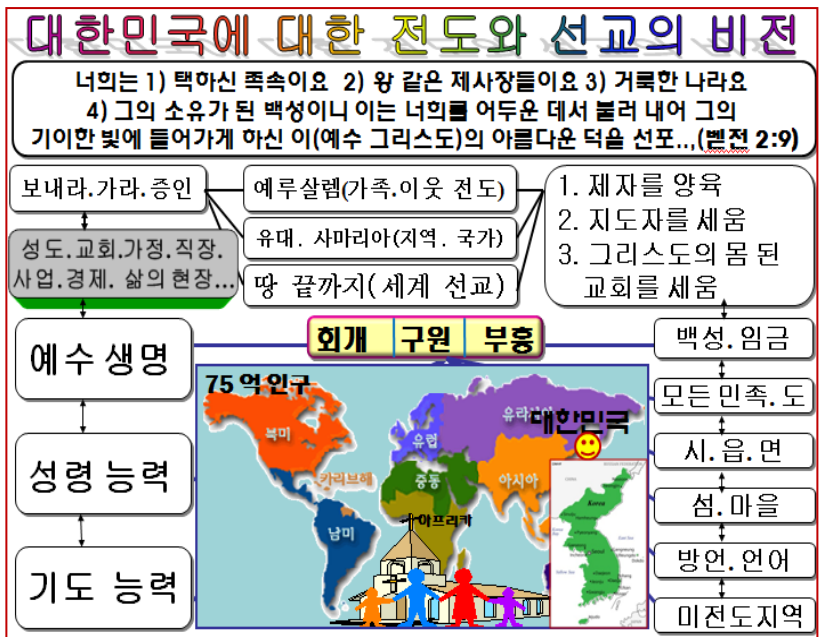 대한민국에 대한 전도와 선교의 비전
너희는 1) 택하신 족속이요 2) 왕 같은 제사장들이요 3) 거룩한 나라요
4) 그의 소유가 된 백성이니 이는 너희를 어두운 데서 불러 내어 그의
기이한 빛에 들어가게 하신 이(예수 그리스도)의 아름다운 덕을 선포..,(벧전 2:9)
보내라.가라.증인
예루살렘(가족.이웃 전도)
유대. 사마리아(지역. 국가)
땅 끝까지(세계 선교)
1. 제자를 양육
2. 지도자를 세움
3. 그리스도의 몸 된
교회를 세움
성도.교회.가정.직장.
사업.경제. 삶의 현장...
예수 생명
성령 능력
기도 능력
회개 구원 부흥
75억 인구
북미
유럽
대한민국
카리브해
중동
아시아
아프리카
남미
Korea
백성.임금
모든 민족. 도
시.읍.면
섬.마을
방언.언어
미전도지역